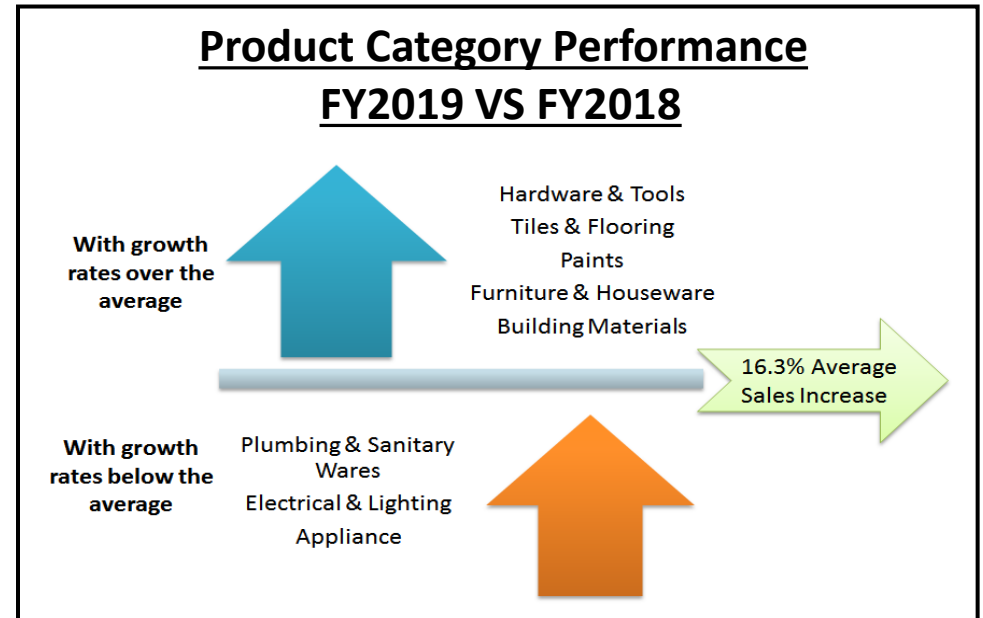 Product Category Performance
FY2019 VS FY2018
With growth
rates over the
average
Hardware & Tools
Tiles & Flooring
Paints
Furniture & Houseware
Building Materials
16.3% Average
Sales Increase
With growth
rates below the
average
Plumbing & Sanitary
Wares
Electrical & Lighting
Appliance